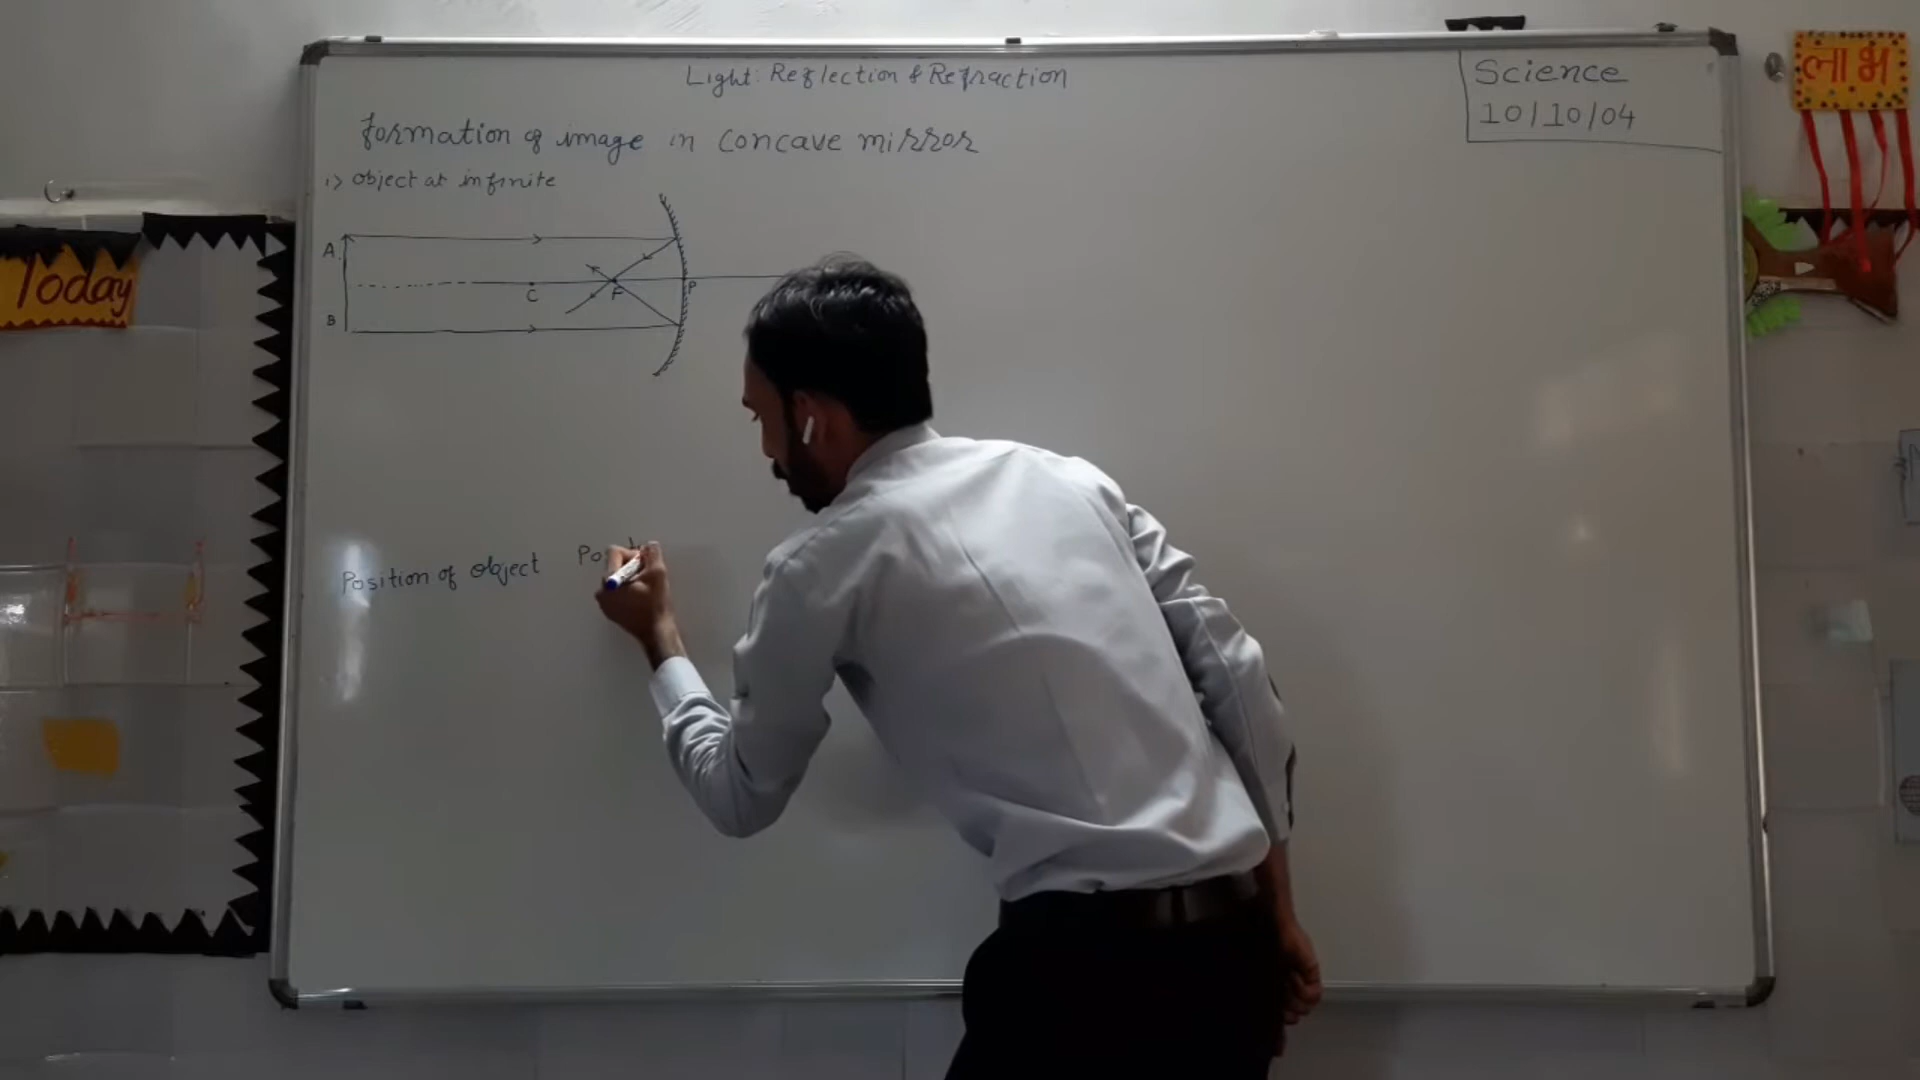 Light: Reflection & Refraction
Science
10/10/04
formation of image in concave mirror
1> object at infinite
A
B
C
F
P
Position of object
Today
लाभ